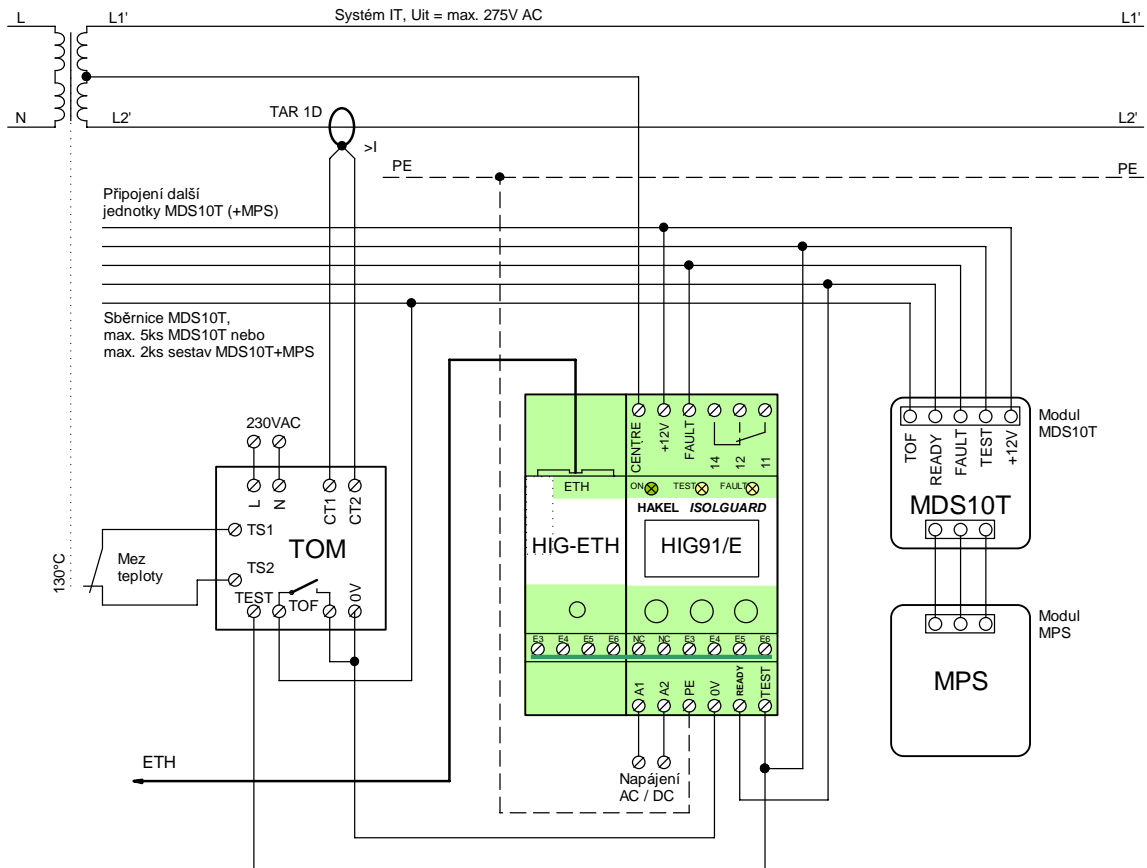 L
L1'
Systém IT, Uit = max. 275V AC
L1'
TAR 1D
N
L2'
L2'
>I
PE
PE
Připojení další
jednotky MDS10T (+MPS)
Sběrnice MDS10T,
max. 5ks MDS10T nebo
max. 2ks sestav MDS10T+MPS
230VAC
L
N
CT1
CT2
TS1
TOM
TS2
TEST
TOF
0V
130°C
Mez
teploty
CENTRE
+12V
FAULT
14
12
11
ETH
ON
TEST
FAULT
HAKEL ISOLGUARD
HIG-ETH
HIG91/E
E3
E4
E5
E6
NC
NC
E3
E4
E5
E6
A1
A2
PE
0V
READY
TEST
TOF
READY
FAULT
TEST
+12V
Modul
MDS10T
MDS10T
Modul
MPS
MPS
ETH
Napájení
AC / DC